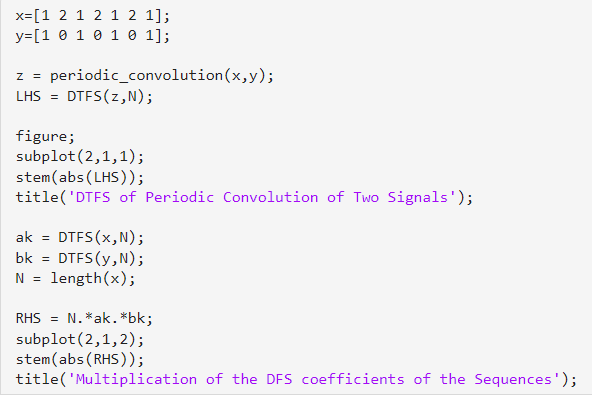 x=[1 2 1 2 1 2 1];
y=[1 0 1 0 1 0 1];
z = periodic_convolution(x,y);
LHS = DTFS(z,N);
figure;
subplot(2,1,1);
stem(abs(LHS));
title('DTFS of Periodic Convolution of Two Signals');
ak = DTFS(x,N);
bk = DTFS(y,N);
N = length(x);
RHS = N.*ak.*bk;
subplot(2,1,2);
stem(abs(RHS));
title('Multiplication of the DFS coefficients of the Sequences');